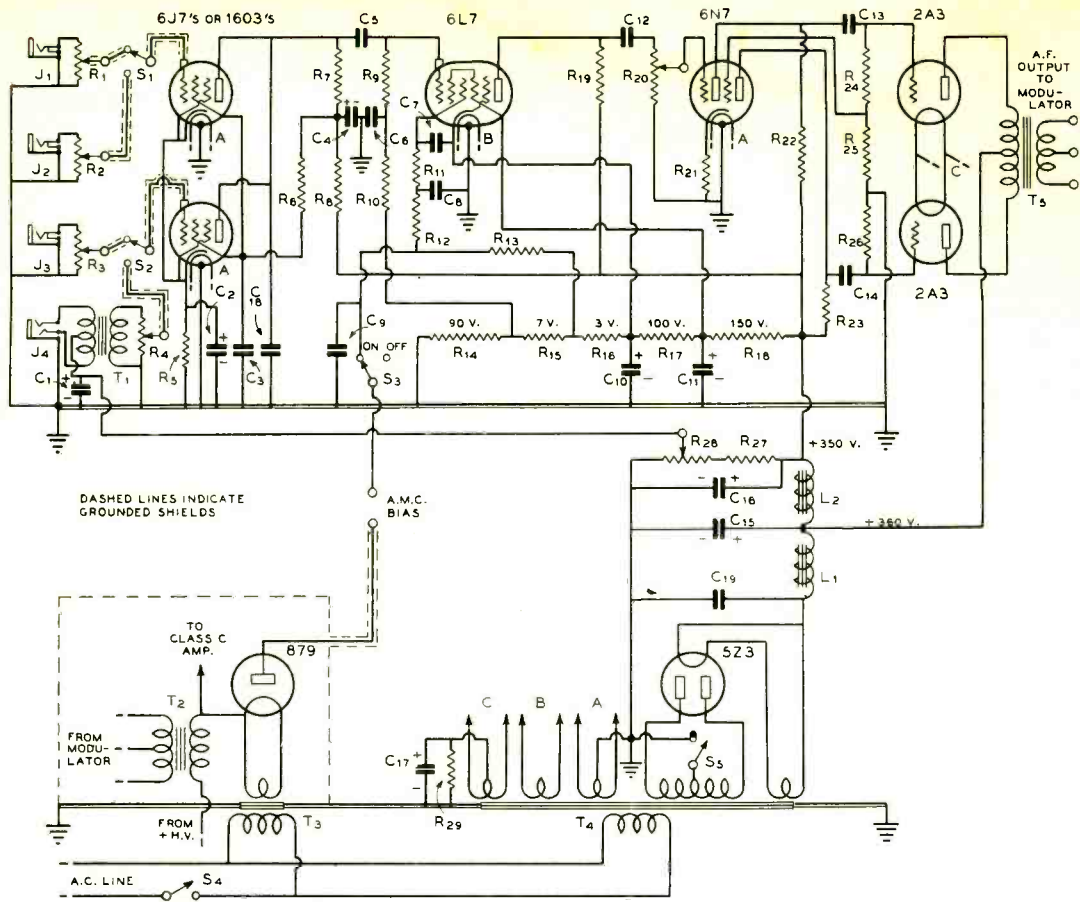 6J7'S OR 1603'S
C5
6L7
C12
6N7
C13
2A3
J1
R1
S1
R7
R9
R19
R20
R24
A.F.
OUTPUT
TO
MODU-
LATOR
A
C7
B
A
C4
C6
R22
J2
R2
R11
C8
R21
R25
C
T5
R6
R8
R10
R12
R13
R26
J3
R3
S2
A
C2
C18
C14
2A3
J4
C1
T1
R4
R5
C3
C9
ON OFF
S3
90 V.
7 V.
3 V.
100 V.
150 V.
R14
R15
R16
R17
R18
R23
C10
C11
R28
R27
+350 V.
DASHED LINES INDICATE
GROUNDED SHIELDS
A.M.C.
BIAS
C16
L2
C15
+360 V.
C19
L1
TO
CLASS C
AMP.
879
5Z3
T2
FROM
MODU-
LATOR
C
B
A
C17
R29
S5
FROM
+ H.V.
T3
T4
A.C. LINE
S4